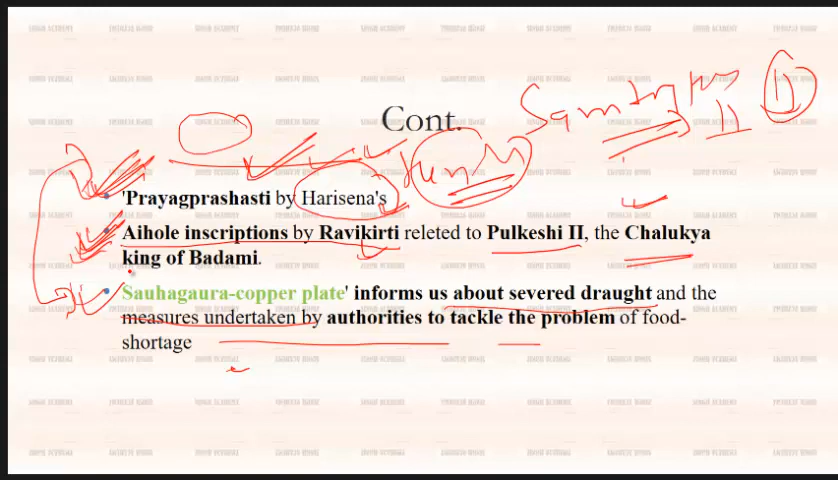 Cont.
'Prayagprashasti by Harisena's
Aihole inscriptions by Ravikirti releted to Pulkeshi II, the Chalukya
king of Badami.
Sauhagaura-copper plate' informs us about severed draught and the
measures undertaken by authorities to tackle the problem of food-
shortage